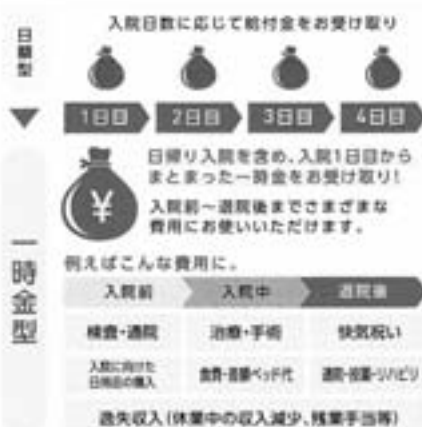 日額型
入院日数に応じて給付金をお受け取り
1日目 2日目 3日目 4日目
一時金型
¥
日帰り入院を含め、入院1日目から
まとまった一時金をお受け取り!
入院前～退院後までさまざまな
費用にお使いいただけます。
例えばこんな費用に。
入院前 入院中 退院後
検査・通院 治療・手術 快気祝い
入院に向けた
日用品の購入
食費・差額ベッド代 通院・投薬・リハビリ
逸失収入(休業中の収入減少、残業手当等)